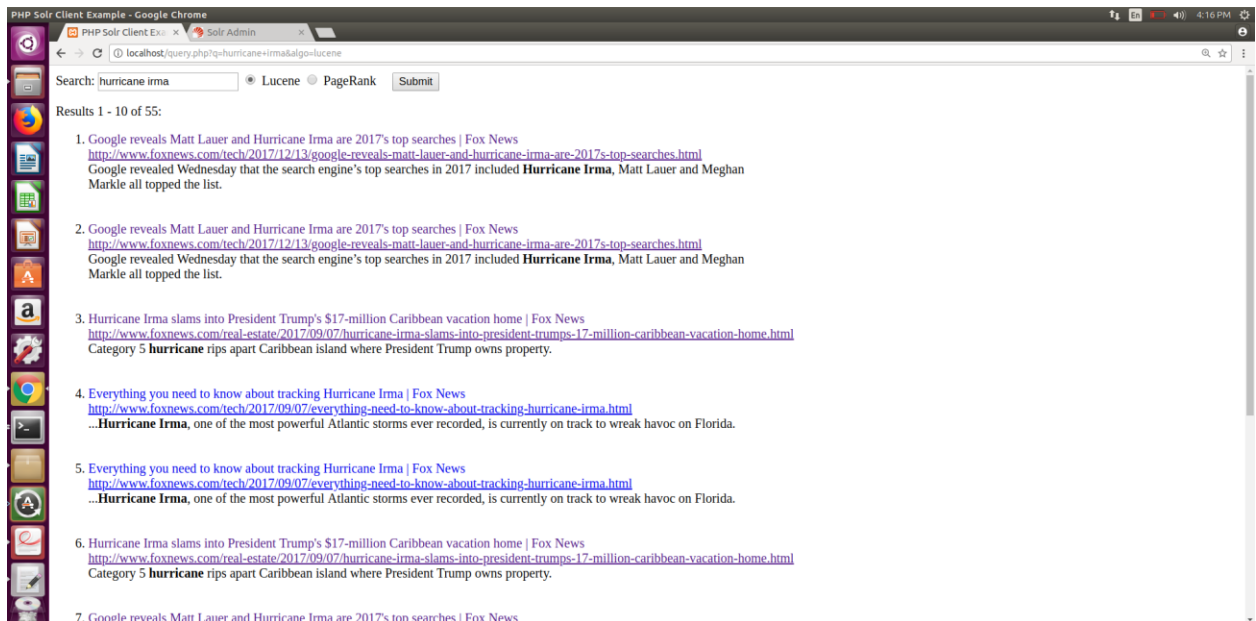 PHP Solr Client Example - Google Chrome
En
4:16 PM
PHP Solr Client Exa
Solr Admin
localhost/query.php?q=hurricane+irma&algo=lucene
Search: hurricane irma Lucene PageRank Submit
Results 1 - 10 of 55:
1. Google reveals Matt Lauer and Hurricane Irma are 2017's top searches | Fox News
http://www.foxnews.com/tech/2017/12/13/google-reveals-matt-lauer-and-hurricane-irma-are-2017s-top-searches.html
Google revealed Wednesday that the search engine's top searches in 2017 included Hurricane Irma, Matt Lauer and Meghan
Markle all topped the list.
2. Google reveals Matt Lauer and Hurricane Irma are 2017's top searches | Fox News
http://www.foxnews.com/tech/2017/12/13/google-reveals-matt-lauer-and-hurricane-irma-are-2017s-top-searches.html
Google revealed Wednesday that the search engine's top searches in 2017 included Hurricane Irma, Matt Lauer and Meghan
Markle all topped the list.
3. Hurricane Irma slams into President Trump's $17-million Caribbean vacation home | Fox News
http://www.foxnews.com/real-estate/2017/09/07/hurricane-irma-slams-into-president-trumps-17-million-caribbean-vacation-home.html
Category 5 hurricane rips apart Caribbean island where President Trump owns property.
4. Everything you need to know about tracking Hurricane Irma | Fox News
http://www.foxnews.com/tech/2017/09/07/everything-need-to-know-about-tracking-hurricane-irma.html
...Hurricane Irma, one of the most powerful Atlantic storms ever recorded, is currently on track to wreak havoc on Florida.
5. Everything you need to know about tracking Hurricane Irma | Fox News
http://www.foxnews.com/tech/2017/09/07/everything-need-to-know-about-tracking-hurricane-irma.html
...Hurricane Irma, one of the most powerful Atlantic storms ever recorded, is currently on track to wreak havoc on Florida.
6. Hurricane Irma slams into President Trump's $17-million Caribbean vacation home | Fox News
http://www.foxnews.com/real-estate/2017/09/07/hurricane-irma-slams-into-president-trumps-17-million-caribbean-vacation-home.html
Category 5 hurricane rips apart Caribbean island where President Trump owns property.
7. Google reveals Matt Lauer and Hurricane Irma are 2017's top searches | Fox News